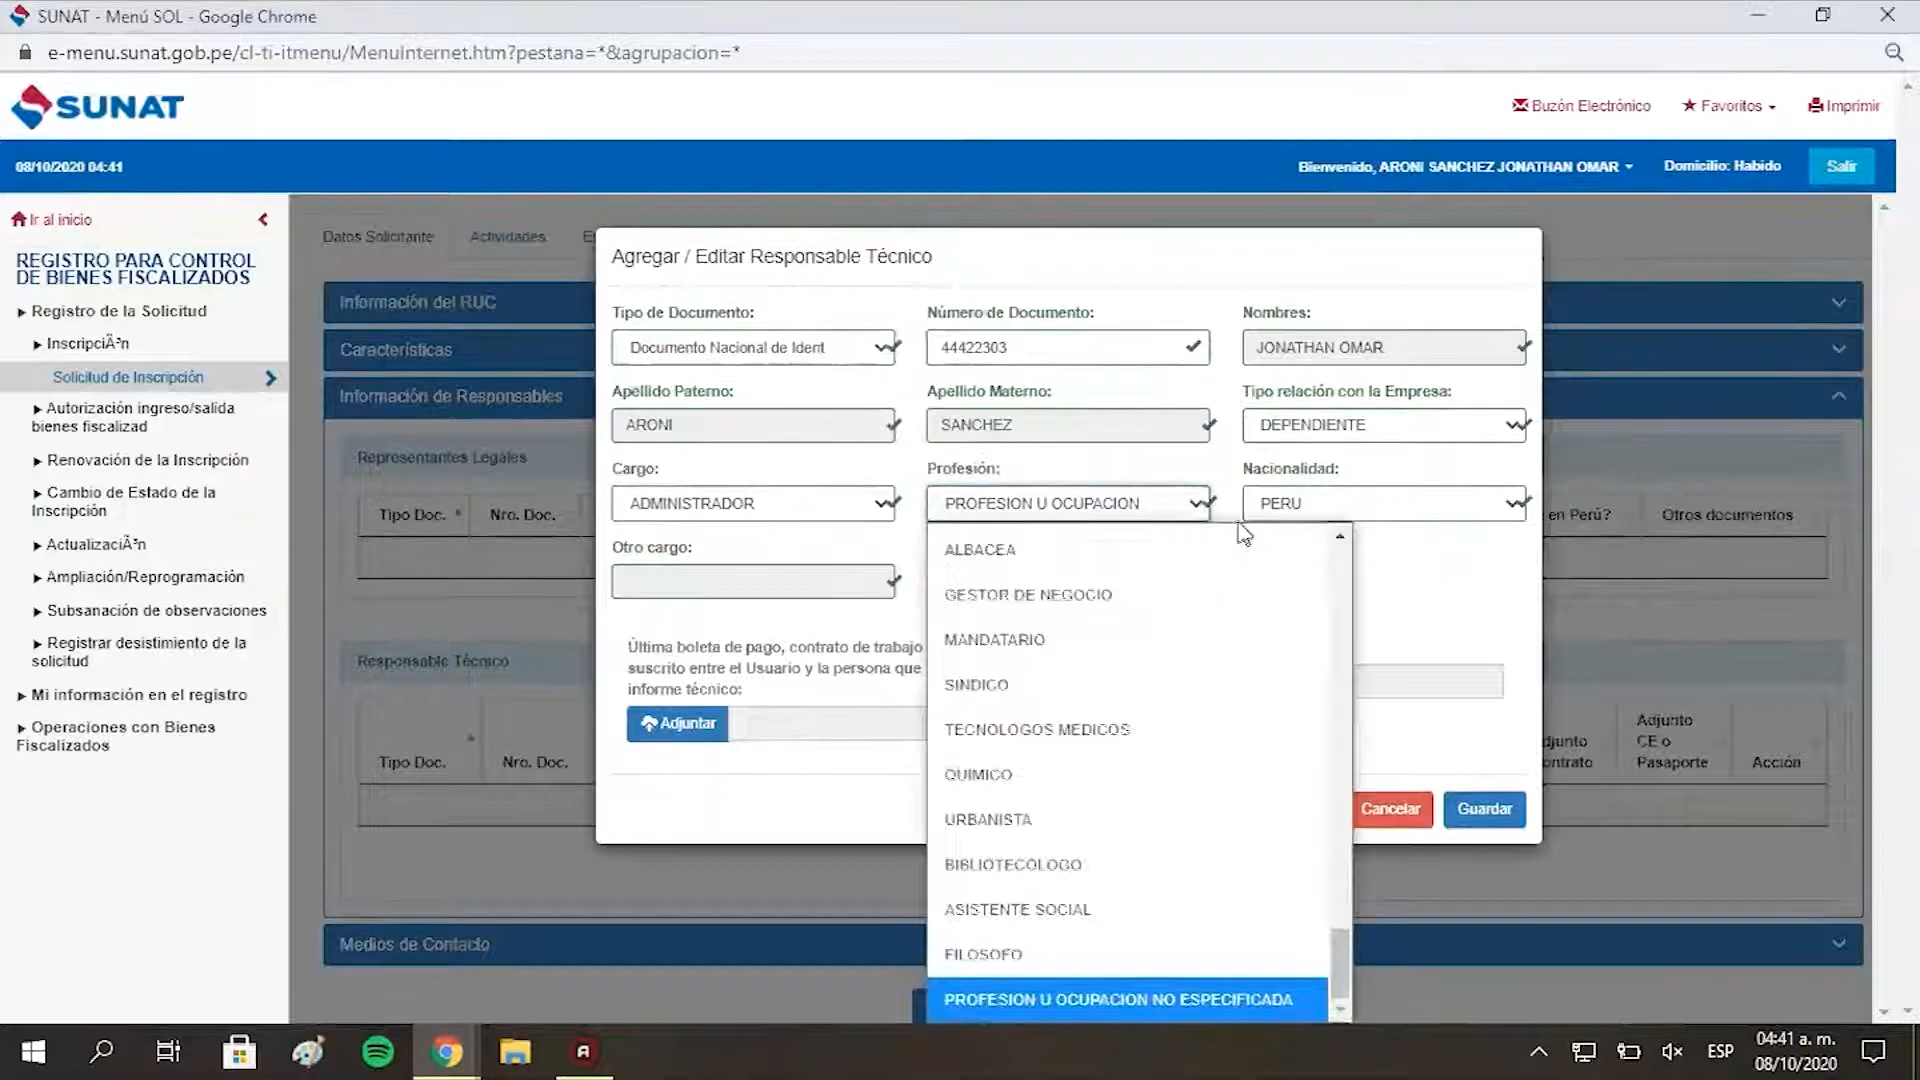 SUNAT - Menú SOL - Google Chrome
e-menu.sunat.gob.pe/cl-ti-itmenu/MenuInternet.htm?pestana=*&agrupacion=*
SUNAT
Buzón Electrónico
Favoritos
Imprimir
08/10/2020 04:41
Bienvenido, ARONI SANCHEZ JONATHAN OMAR
Domicilio: Habido
Salir
Ir al inicio
REGISTRO PARA CONTROL
DE BIENES FISCALIZADOS
Registro de la Solicitud
InscripciÃ³n
Solicitud de Inscripción
Autorización ingreso/salida
bienes fiscalizad
Renovación de la Inscripción
Cambio de Estado de la
Inscripción
ActualizaciÃ³n
Ampliación/Reprogramación
Subsanación de observaciones
Registrar desistimiento de la
solicitud
Mi información en el registro
Operaciones con Bienes
Fiscalizados
Datos Solicitante
Actividades
Información del RUC
Características
Información de Responsables
Representantes Legales
Tipo Doc.
Nro. Doc.
en Perú?
Otros documentos
Responsable Técnico
Tipo Doc.
Nro. Doc.
djunto
ontrato
Adjunto
CE o
Pasaporte
Acción
Medios de Contacto
Agregar / Editar Responsable Técnico
Tipo de Documento:
Número de Documento:
Nombres:
Documento Nacional de Ident
44422303
JONATHAN OMAR
Apellido Paterno:
Apellido Materno:
Tipo relación con la Empresa:
ARONI
SANCHEZ
DEPENDIENTE
Cargo:
Profesión:
Nacionalidad:
ADMINISTRADOR
PROFESION U OCUPACION
PERU
Otro cargo:
Última boleta de pago, contrato de trabajo
suscrito entre el Usuario y la persona que
informe técnico:
Adjuntar
ALBACEA
GESTOR DE NEGOCIO
MANDATARIO
SINDICO
TECNOLOGOS MEDICOS
QUIMICO
URBANISTA
BIBLIOTECOLOGO
ASISTENTE SOCIAL
FILOSOFO
PROFESION U OCUPACION NO ESPECIFICADA
Cancelar
Guardar
ESP
04:41 a. m.
08/10/2020